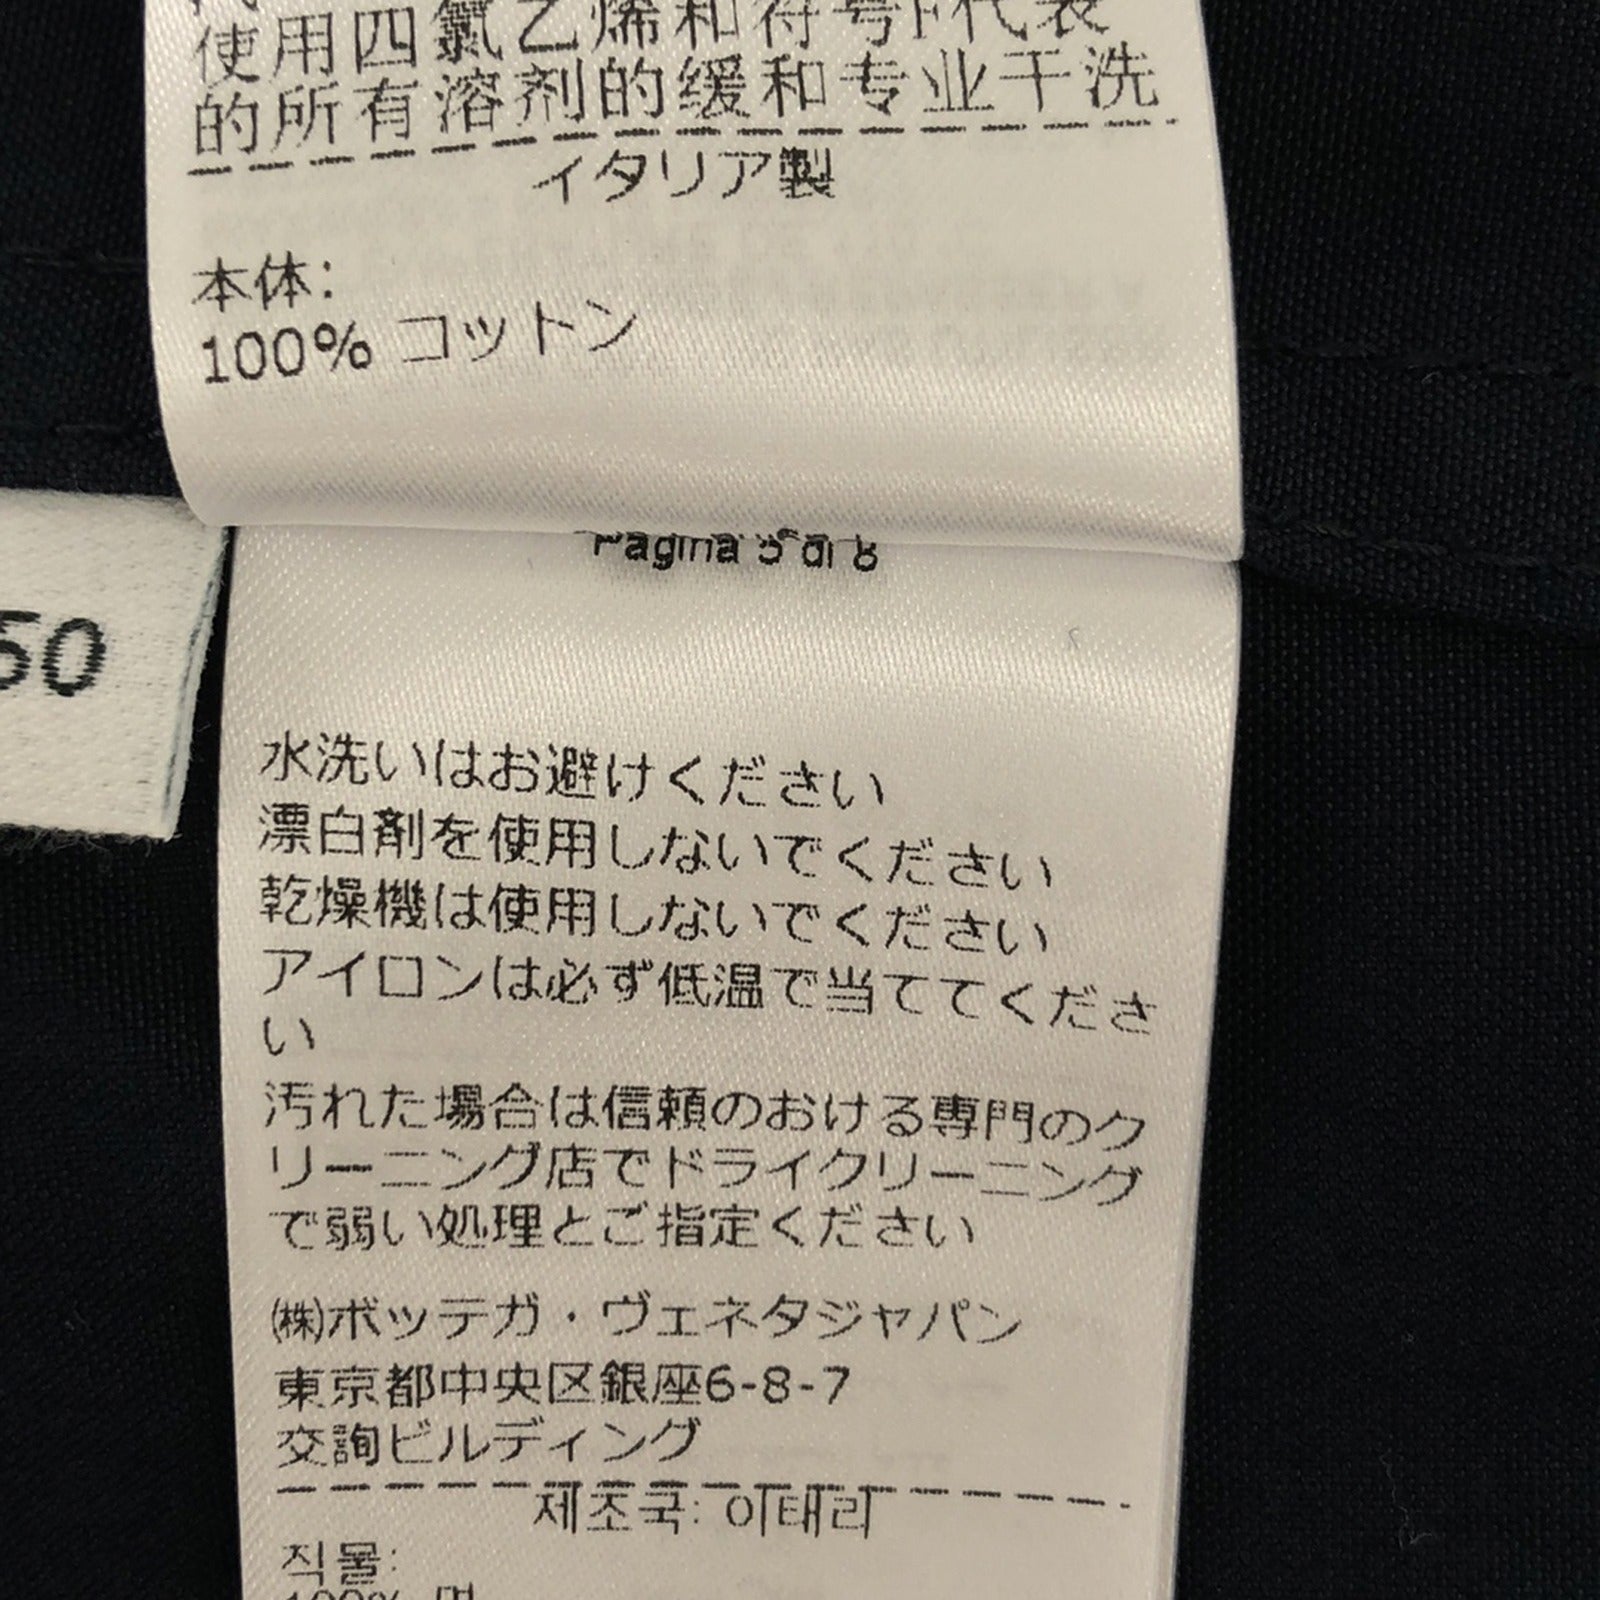 使用四氯乙烯和符号F代表
的所有溶剂的缓和专业干洗
イタリア製
本体:
100% コットン
Pagina 5 di 8
50
水洗いはお避けください
漂白剤を使用しないでください
乾燥機は使用しないでください
アイロンは必ず低温で当ててくださ
い
汚れた場合は信頼のおける専門のク
リーニング店でドライクリーニング
で弱い処理とご指定ください
㈱ボッテガ・ヴェネタジャパン
東京都中央区銀座6-8-7
交詢ビルディング
제조국: 이태리
직물:
100% 면